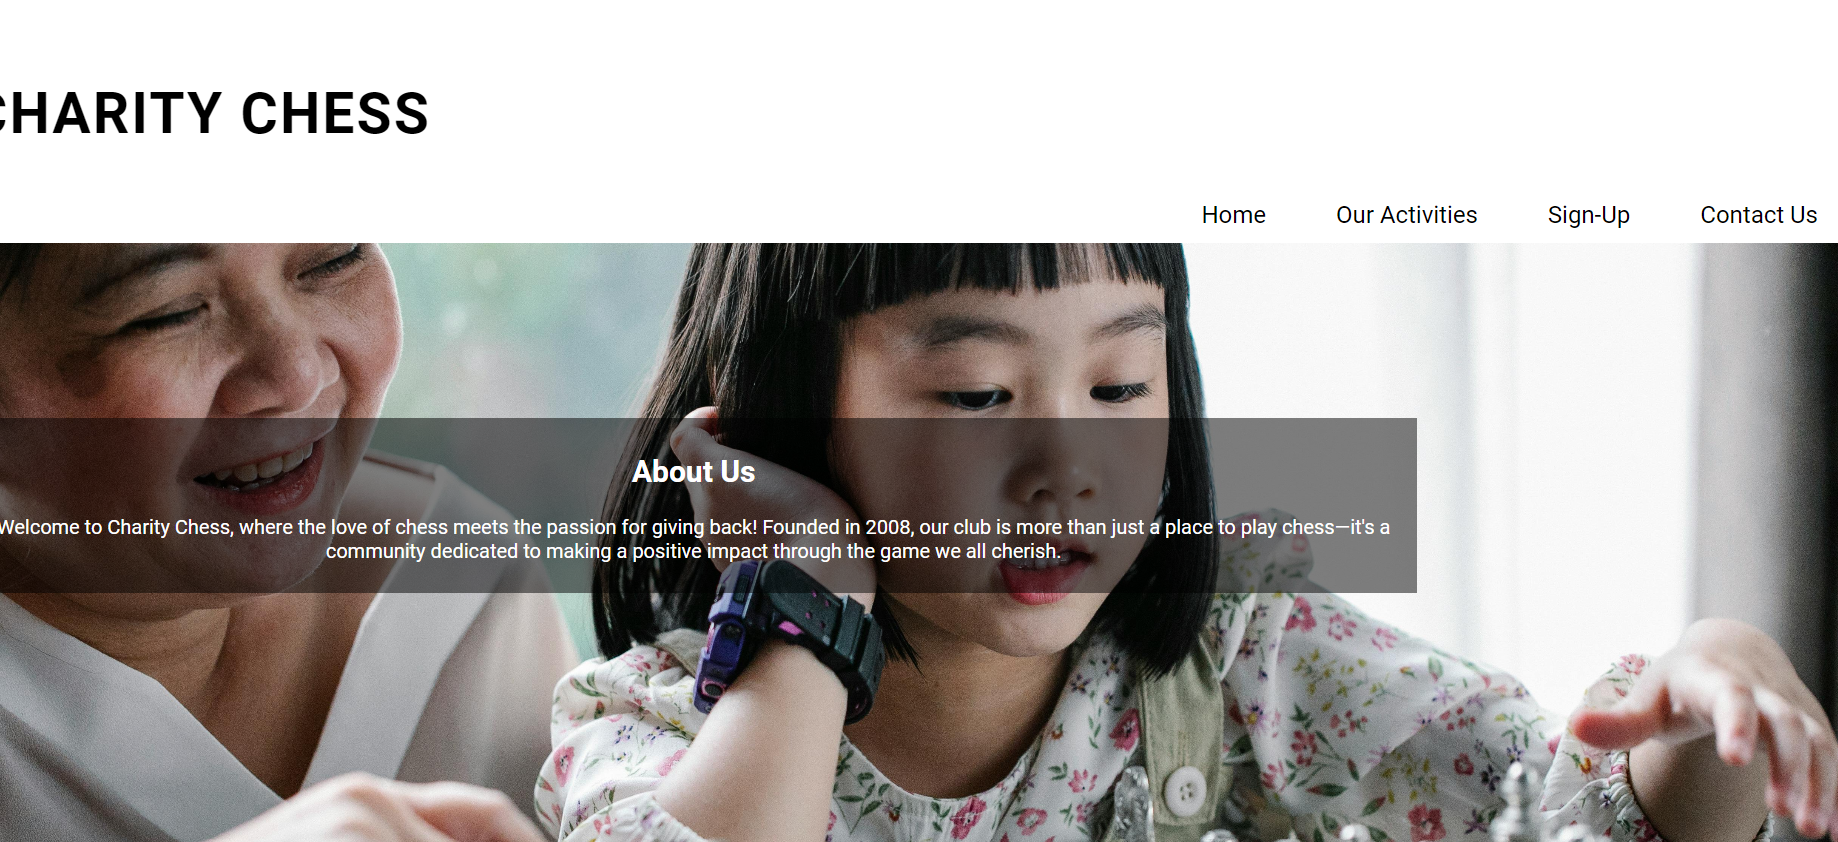 CHARITY CHESS
Home Our Activities Sign-Up Contact Us
About Us
Welcome to Charity Chess, where the love of chess meets the passion for giving back! Founded in 2008, our club is more than just a place to play chess—it's a
community dedicated to making a positive impact through the game we all cherish.